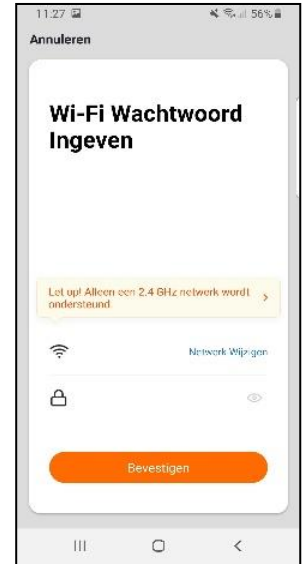 11.27 56%
Annuleren
Wi-Fi Wachtwoord
Ingeven
Let up! Alleen een 2.4 GHz netwerk wordt
ondersteund
Netwerk Wijzigen
Bevestigen